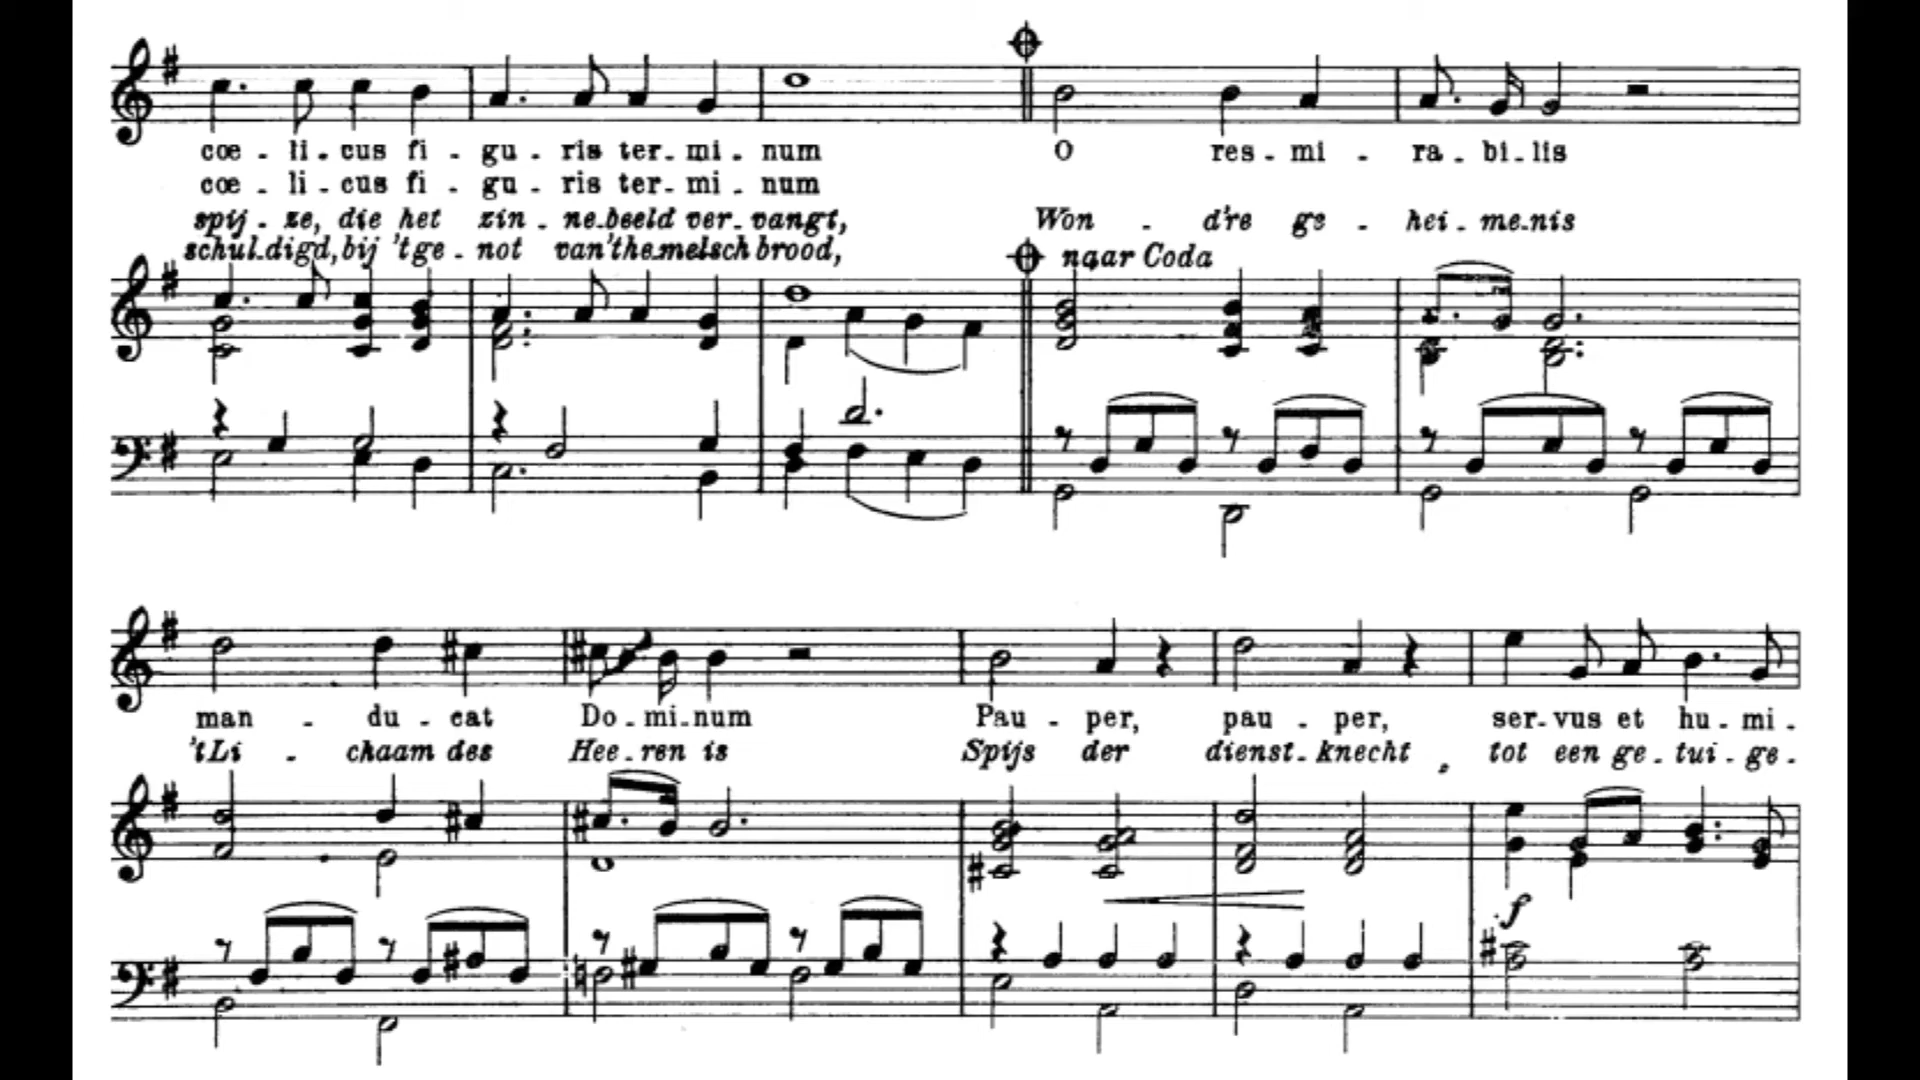 cœ - li - cus fi - gu - ris ter - mi - num O res - mi - ra - bi - lis
cœ - li - cus fi - gu - ris ter - mi - num
spij - ze, die het zin - ne - beeld ver - vangt, Won - d're ge - hei - me - nis
schul - digd, bij 't ge - not van 't he - melsch brood, naar Coda
man - du - cat Do - mi - num Pau - per, pau - per, ser - vus et hu - mi -
't Li - chaam des Hee - ren is Spijs der dienst - knecht tot een ge - tui - ge -
f